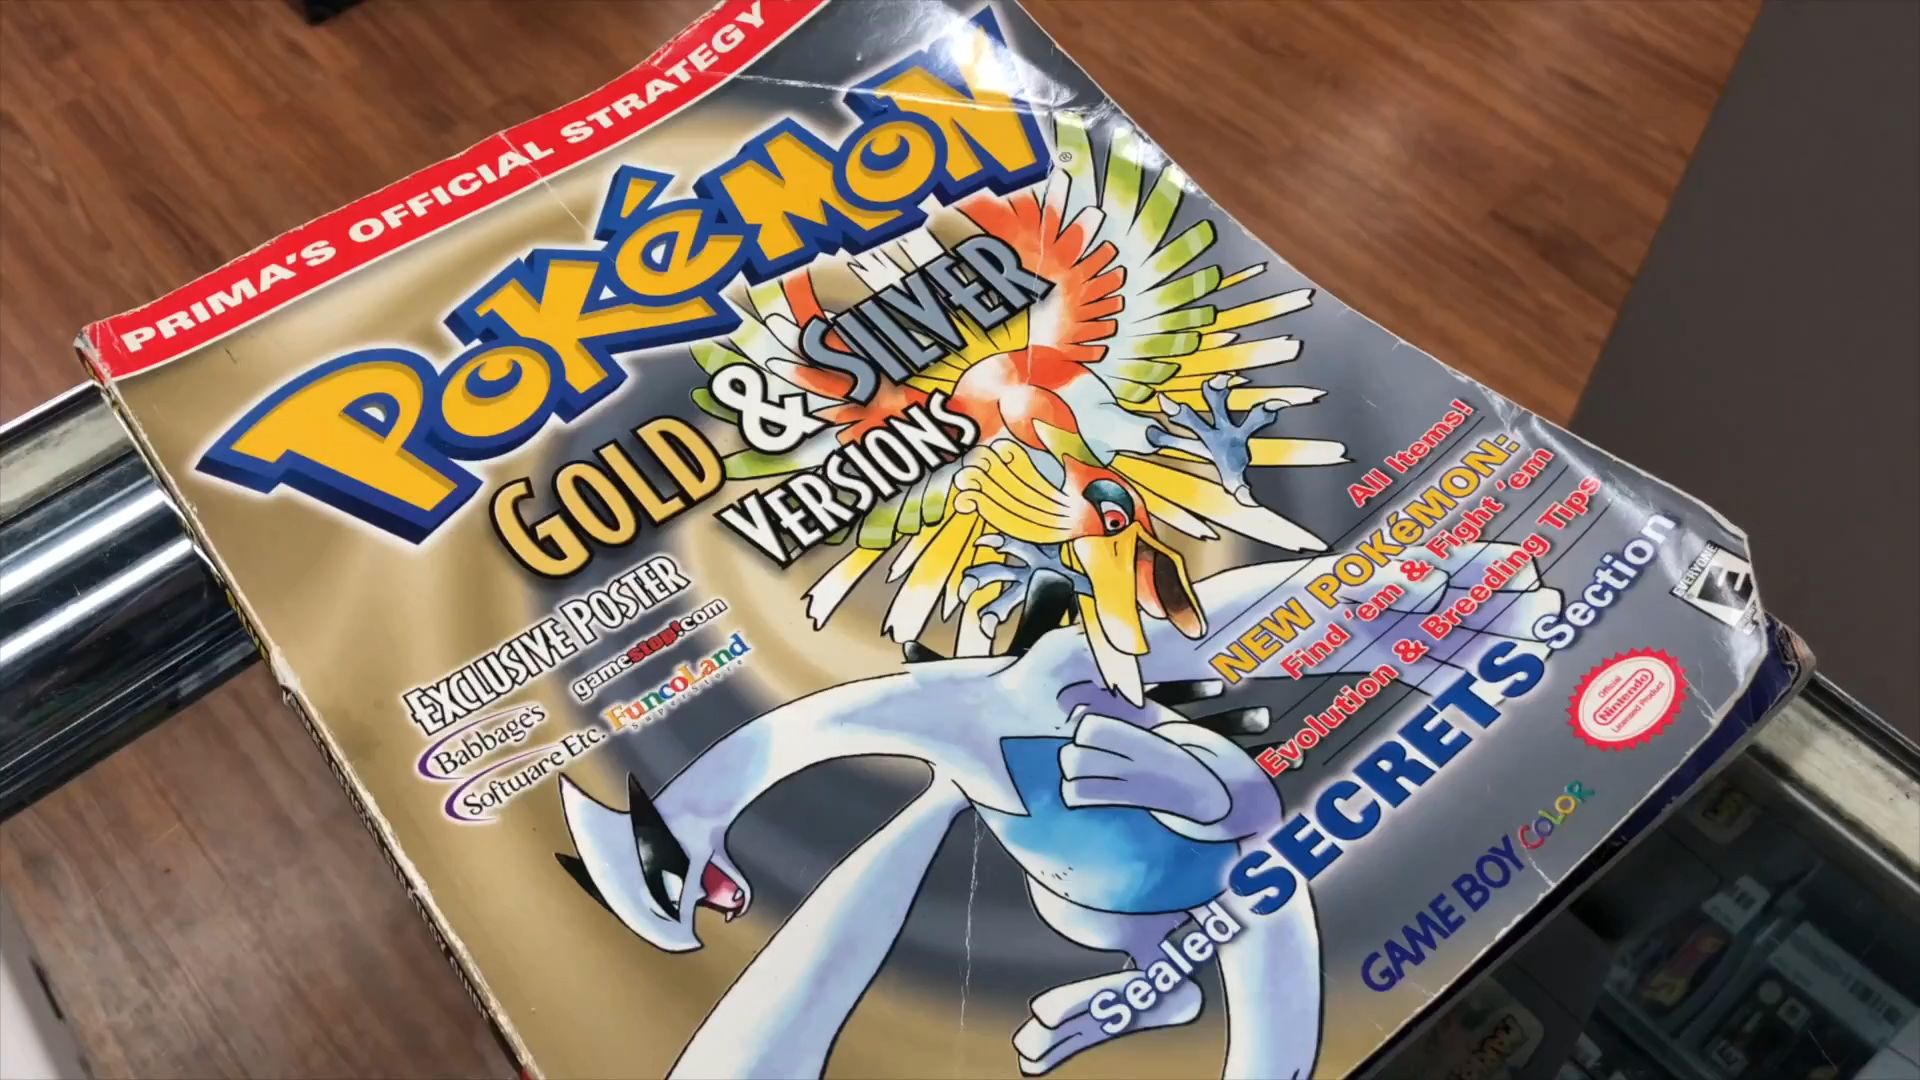 PRIMA'S OFFICIAL STRATEGY
POKéMON®
GOLD & SILVER
VERSIONS
EXCLUSIVE POSTER
gamestop.com
Babbage's
Software Etc.
FuncoLand
SuperStore
All Items!
NEW POKéMON:
Find 'em & Fight 'em
Evolution & Breeding Tips
Sealed SECRETS Section
EVERYONE
E
Official
Nintendo
Licensed Product
GAME BOY COLOR